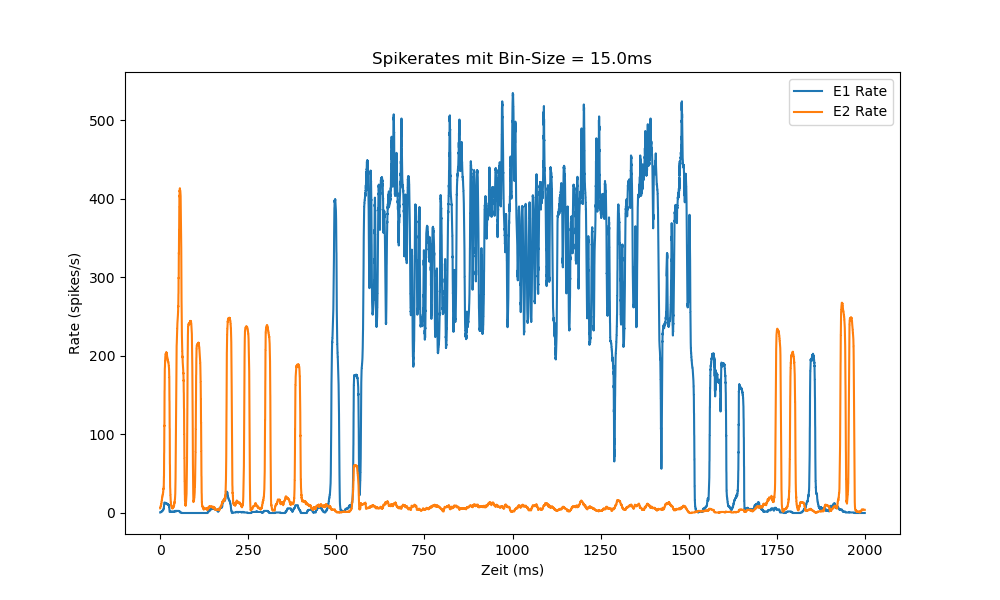 Spikerates mit Bin-Size = 15.0ms
E1 Rate
E2 Rate
Rate (spikes/s)
500
400
300
200
100
0
0 250 500 750 1000 1250 1500 1750 2000
Zeit (ms)